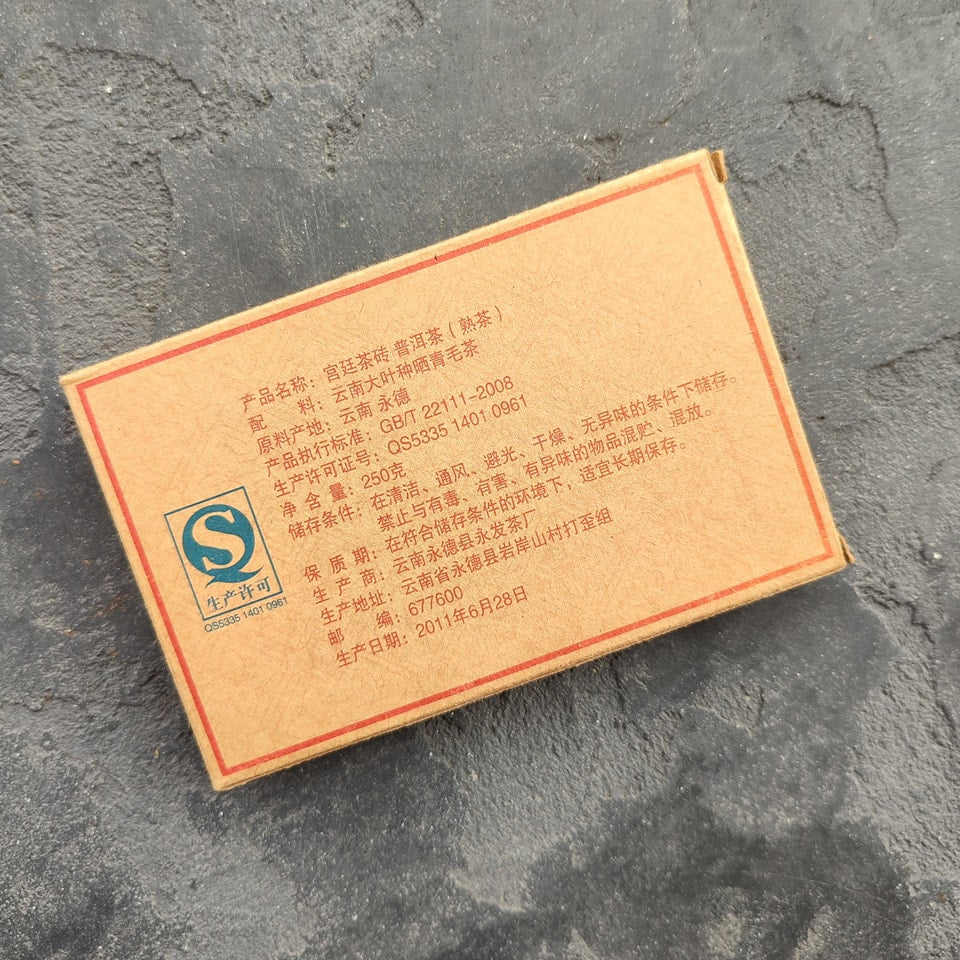 产品名称：宫廷茶砖 普洱茶（熟茶）
配　　料：云南大叶种晒青毛茶
原料产地：云南 永德
产品执行标准：GB/T 22111-2008
生产许可证号：QS5335 1401 0961
净 含 量：250克
储存条件：在清洁、通风、避光、干燥、无异味的条件下储存。
禁止与有毒、有害、有异味的物品混贮、混放。
保 质 期：在符合储存条件的环境下，适宜长期保存。
生 产 商：云南永德县永发茶厂
生产地址：云南省永德县岩岸山村打歪组
邮　　编：677600
生产日期：2011年6月28日
生产许可
QS5335 1401 0961